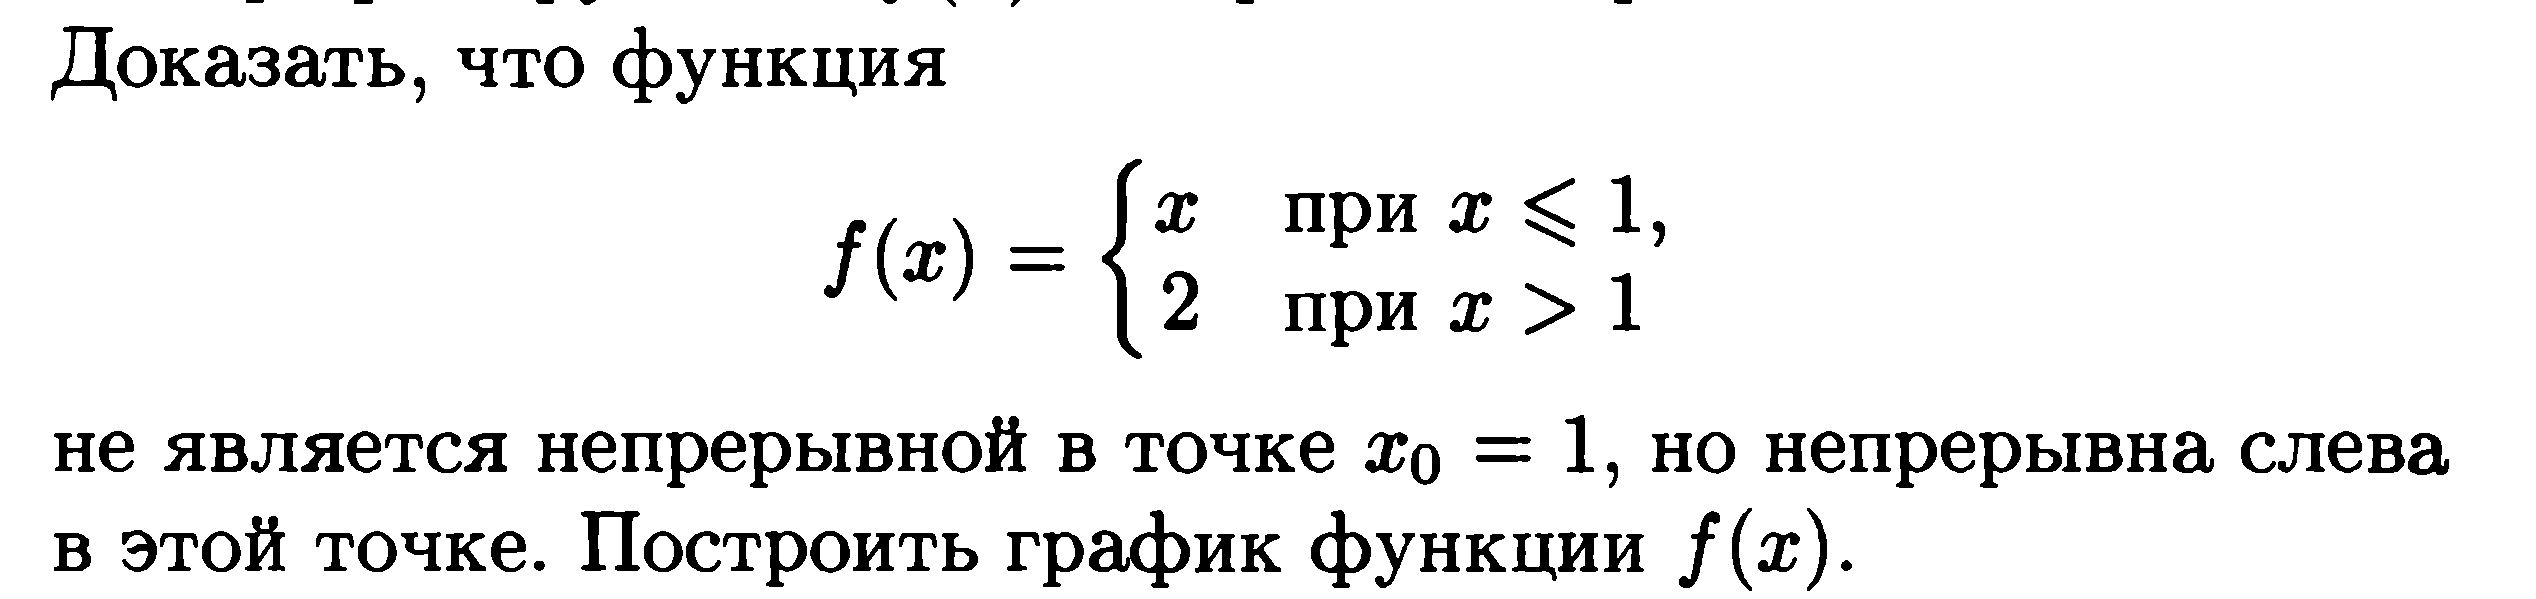 Доказать, что функция
f(x) = { x при x ⩽ 1,
2 при x > 1
не является непрерывной в точке x₀ = 1, но непрерывна слева
в этой точке. Построить график функции f(x).